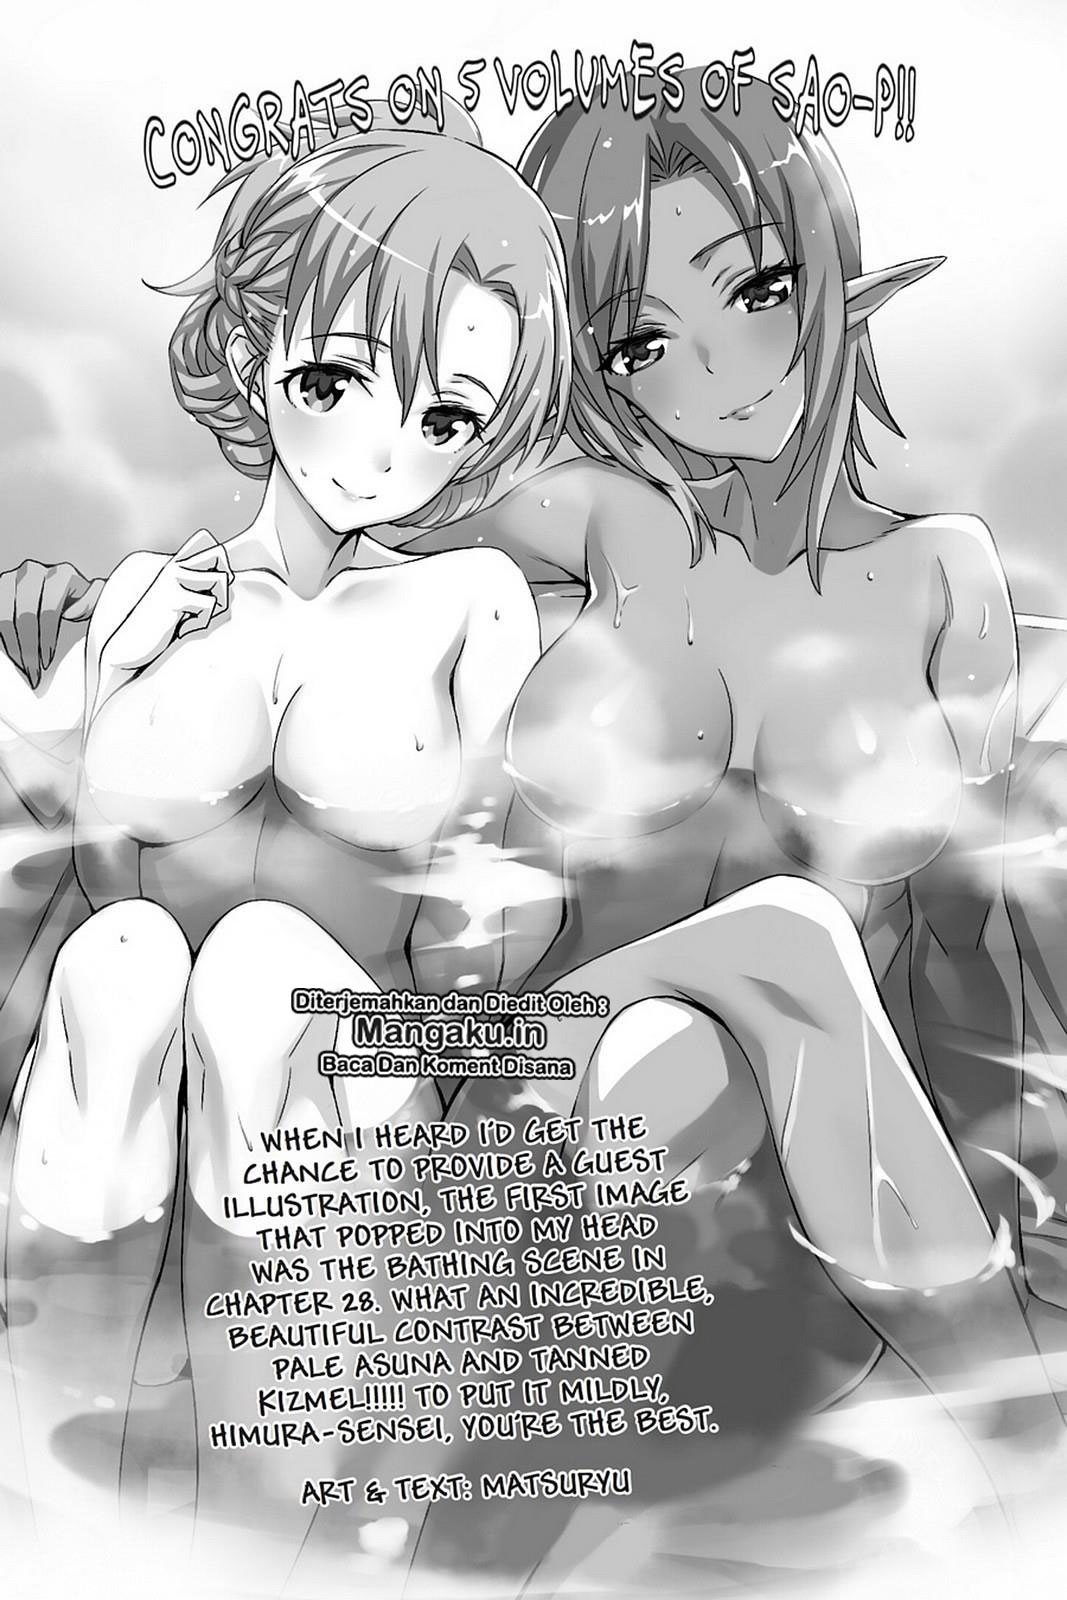 CONGRATS ON 5 VOLUMES OF SAO-P!!
Diterjemahkan dan Diedit Oleh :
Mangaku.in
Baca Dan Koment Disana
WHEN I HEARD I'D GET THE
CHANCE TO PROVIDE A GUEST
ILLUSTRATION, THE FIRST IMAGE
THAT POPPED INTO MY HEAD
WAS THE BATHING SCENE IN
CHAPTER 28. WHAT AN INCREDIBLE,
BEAUTIFUL CONTRAST BETWEEN
PALE ASUNA AND TANNED
KIZMEL!!!!! TO PUT IT MILDLY,
HIMURA-SENSEI, YOU'RE THE BEST.
ART & TEXT: MATSURYU